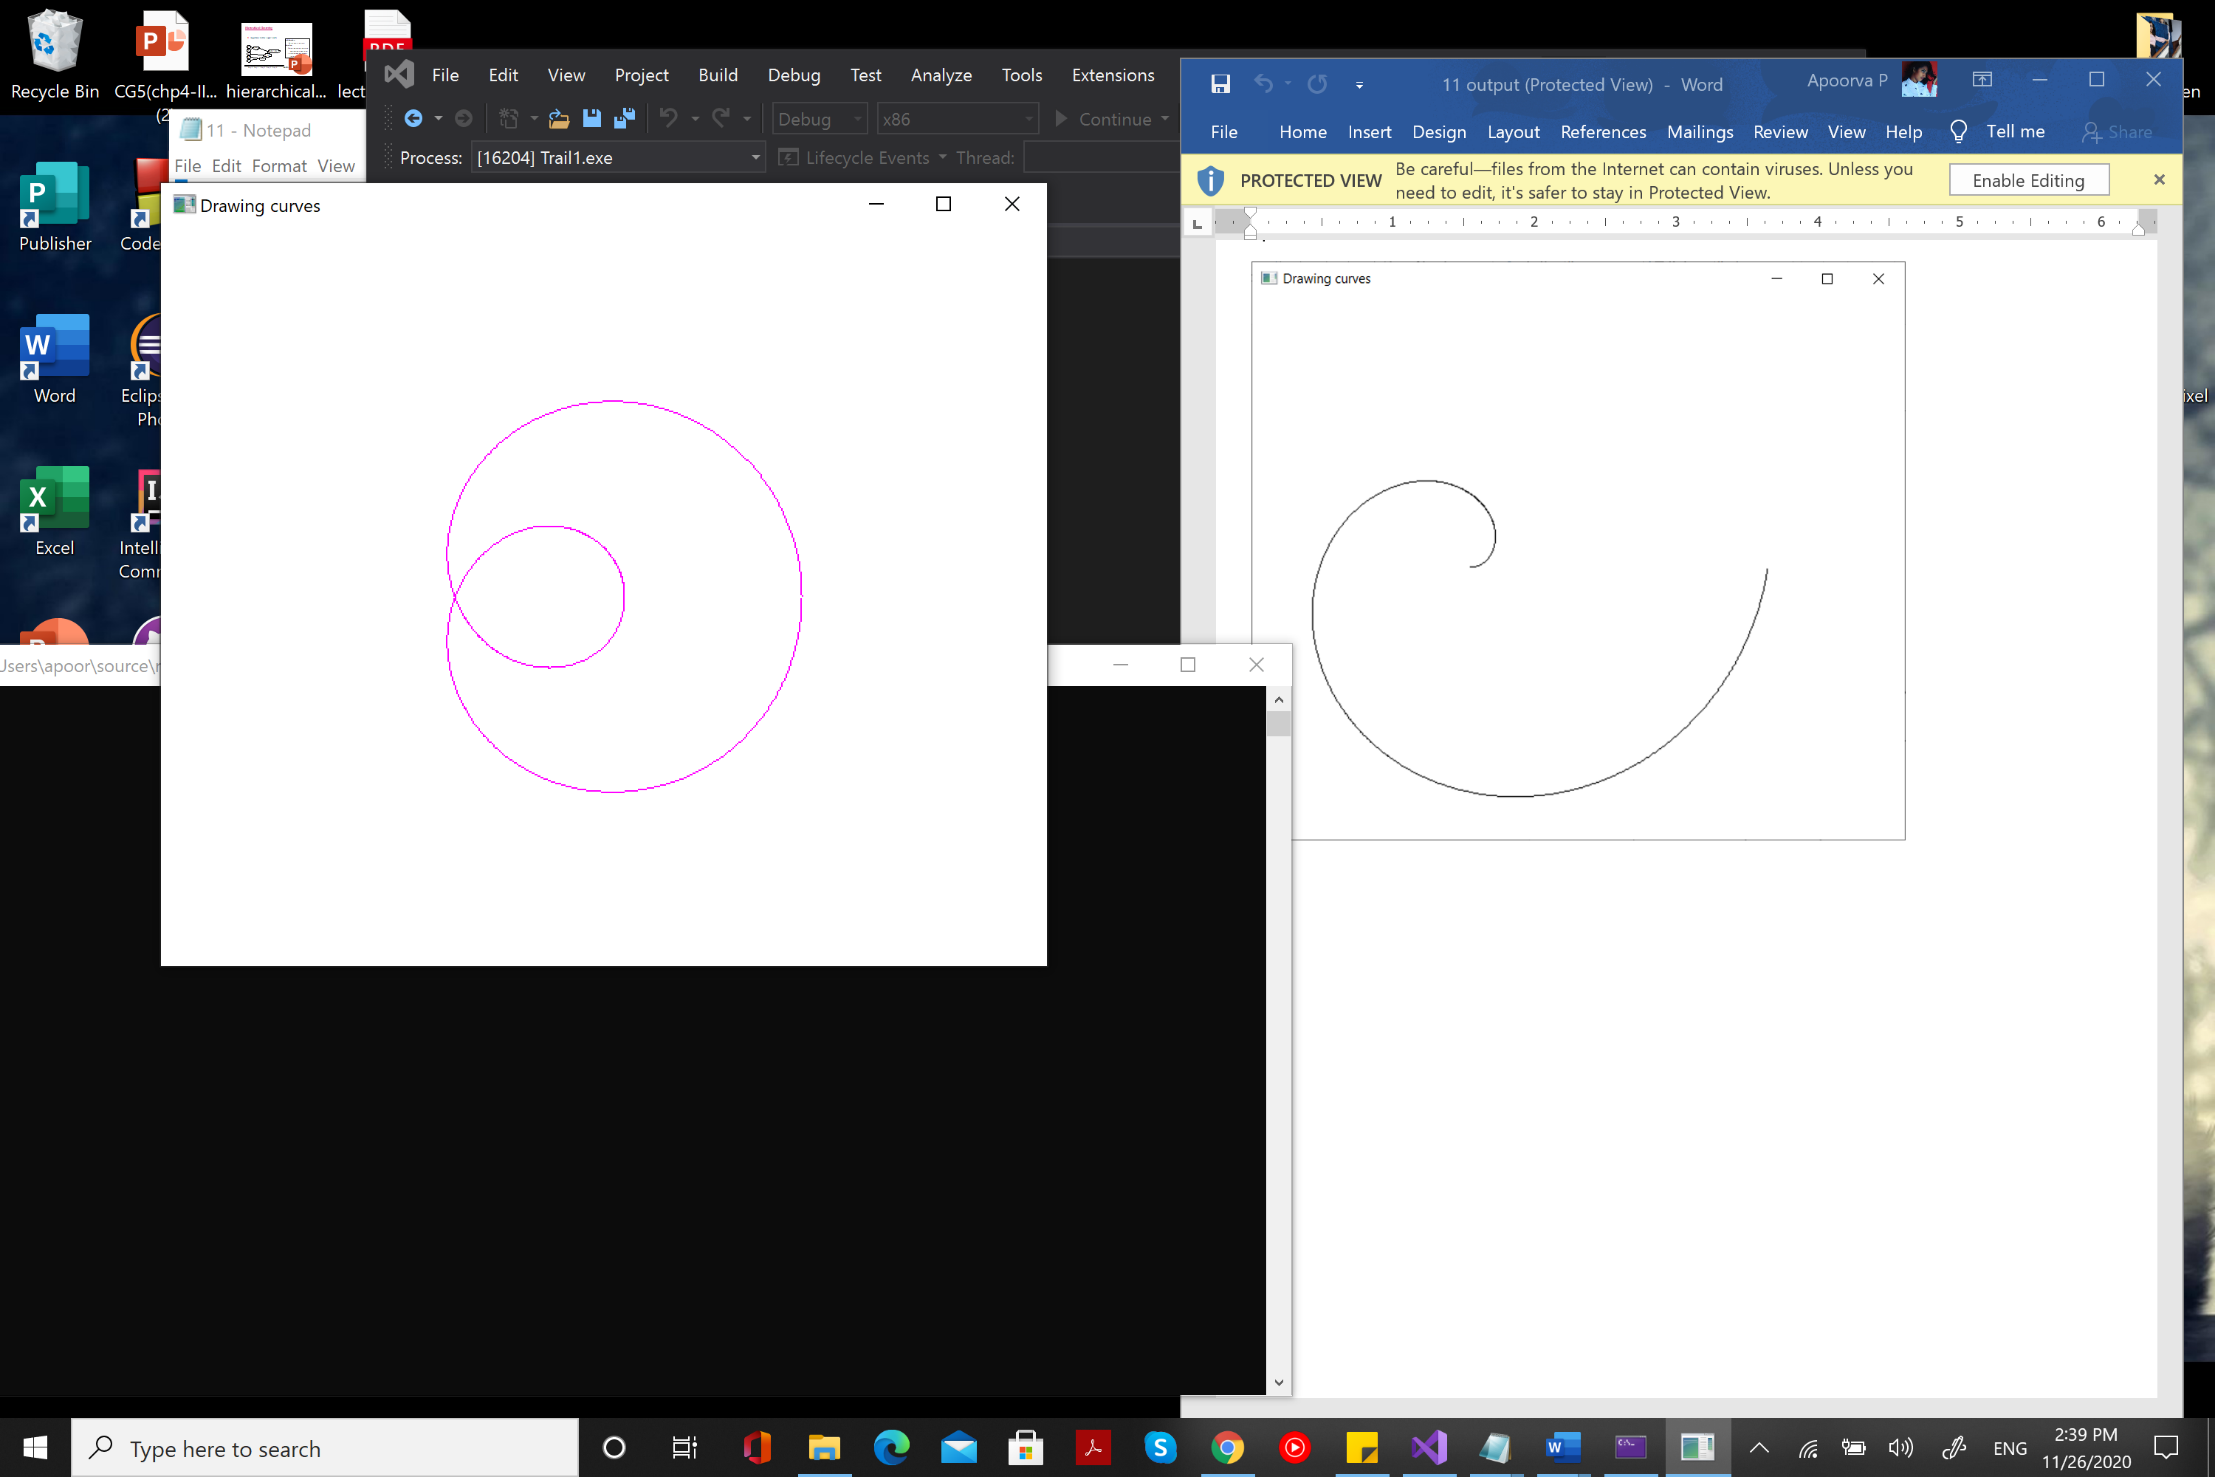 Recycle Bin
CG5(chp4-II...
hierarchical...
PDF
Publisher
Word
Excel
11 - Notepad
File Edit Format View
File Edit View Project Build Debug Test Analyze Tools Extensions
Debug x86 Continue
Process: [16204] Trail1.exe Lifecycle Events Thread:
Drawing curves
11 output (Protected View) - Word Apoorva P
File Home Insert Design Layout References Mailings Review View Help Tell me Share
PROTECTED VIEW Be careful—files from the Internet can contain viruses. Unless you
need to edit, it's safer to stay in Protected View. Enable Editing
1 2 3 4 5 6
Drawing curves
Type here to search
ENG
2:39 PM
11/26/2020